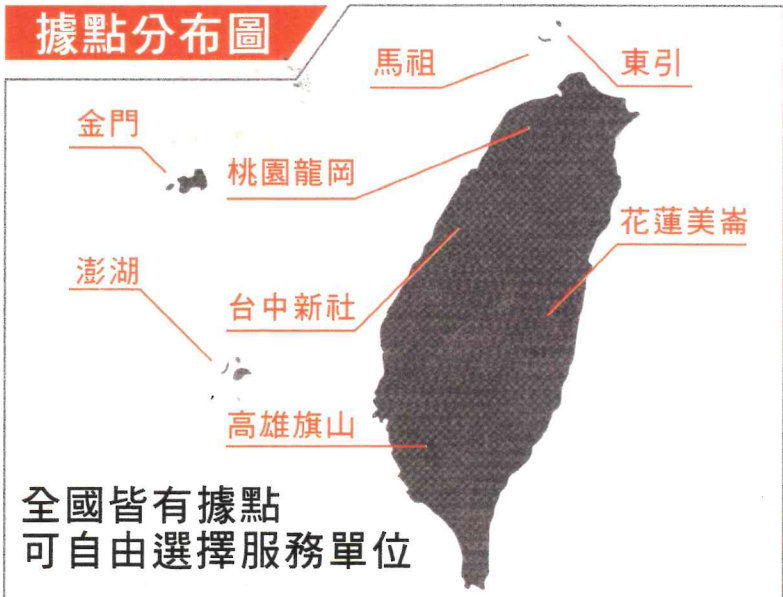 據點分布圖
馬祖
東引
金門
桃園龍岡
花蓮美崙
澎湖
台中新社
高雄旗山
全國皆有據點
可自由選擇服務單位